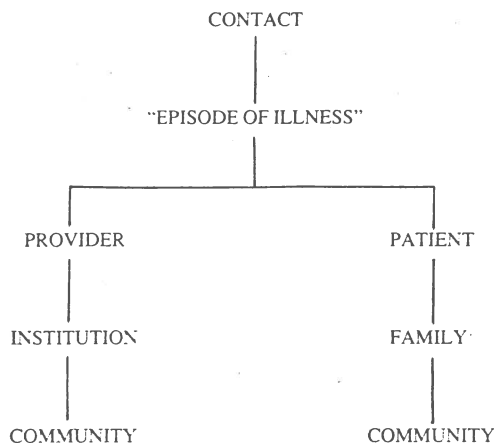 CONTACT
"EPISODE OF ILLNESS"
PROVIDER PATIENT
INSTITUTION FAMILY
COMMUNITY COMMUNITY